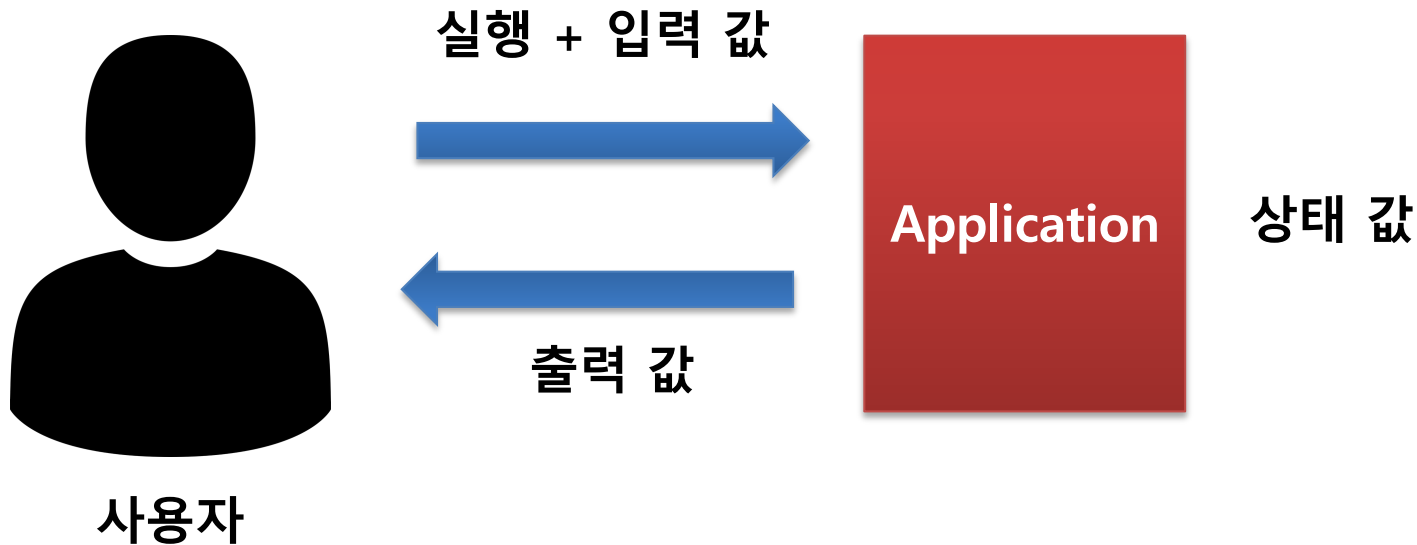 실행 + 입력 값
Application
상태 값
출력 값
사용자